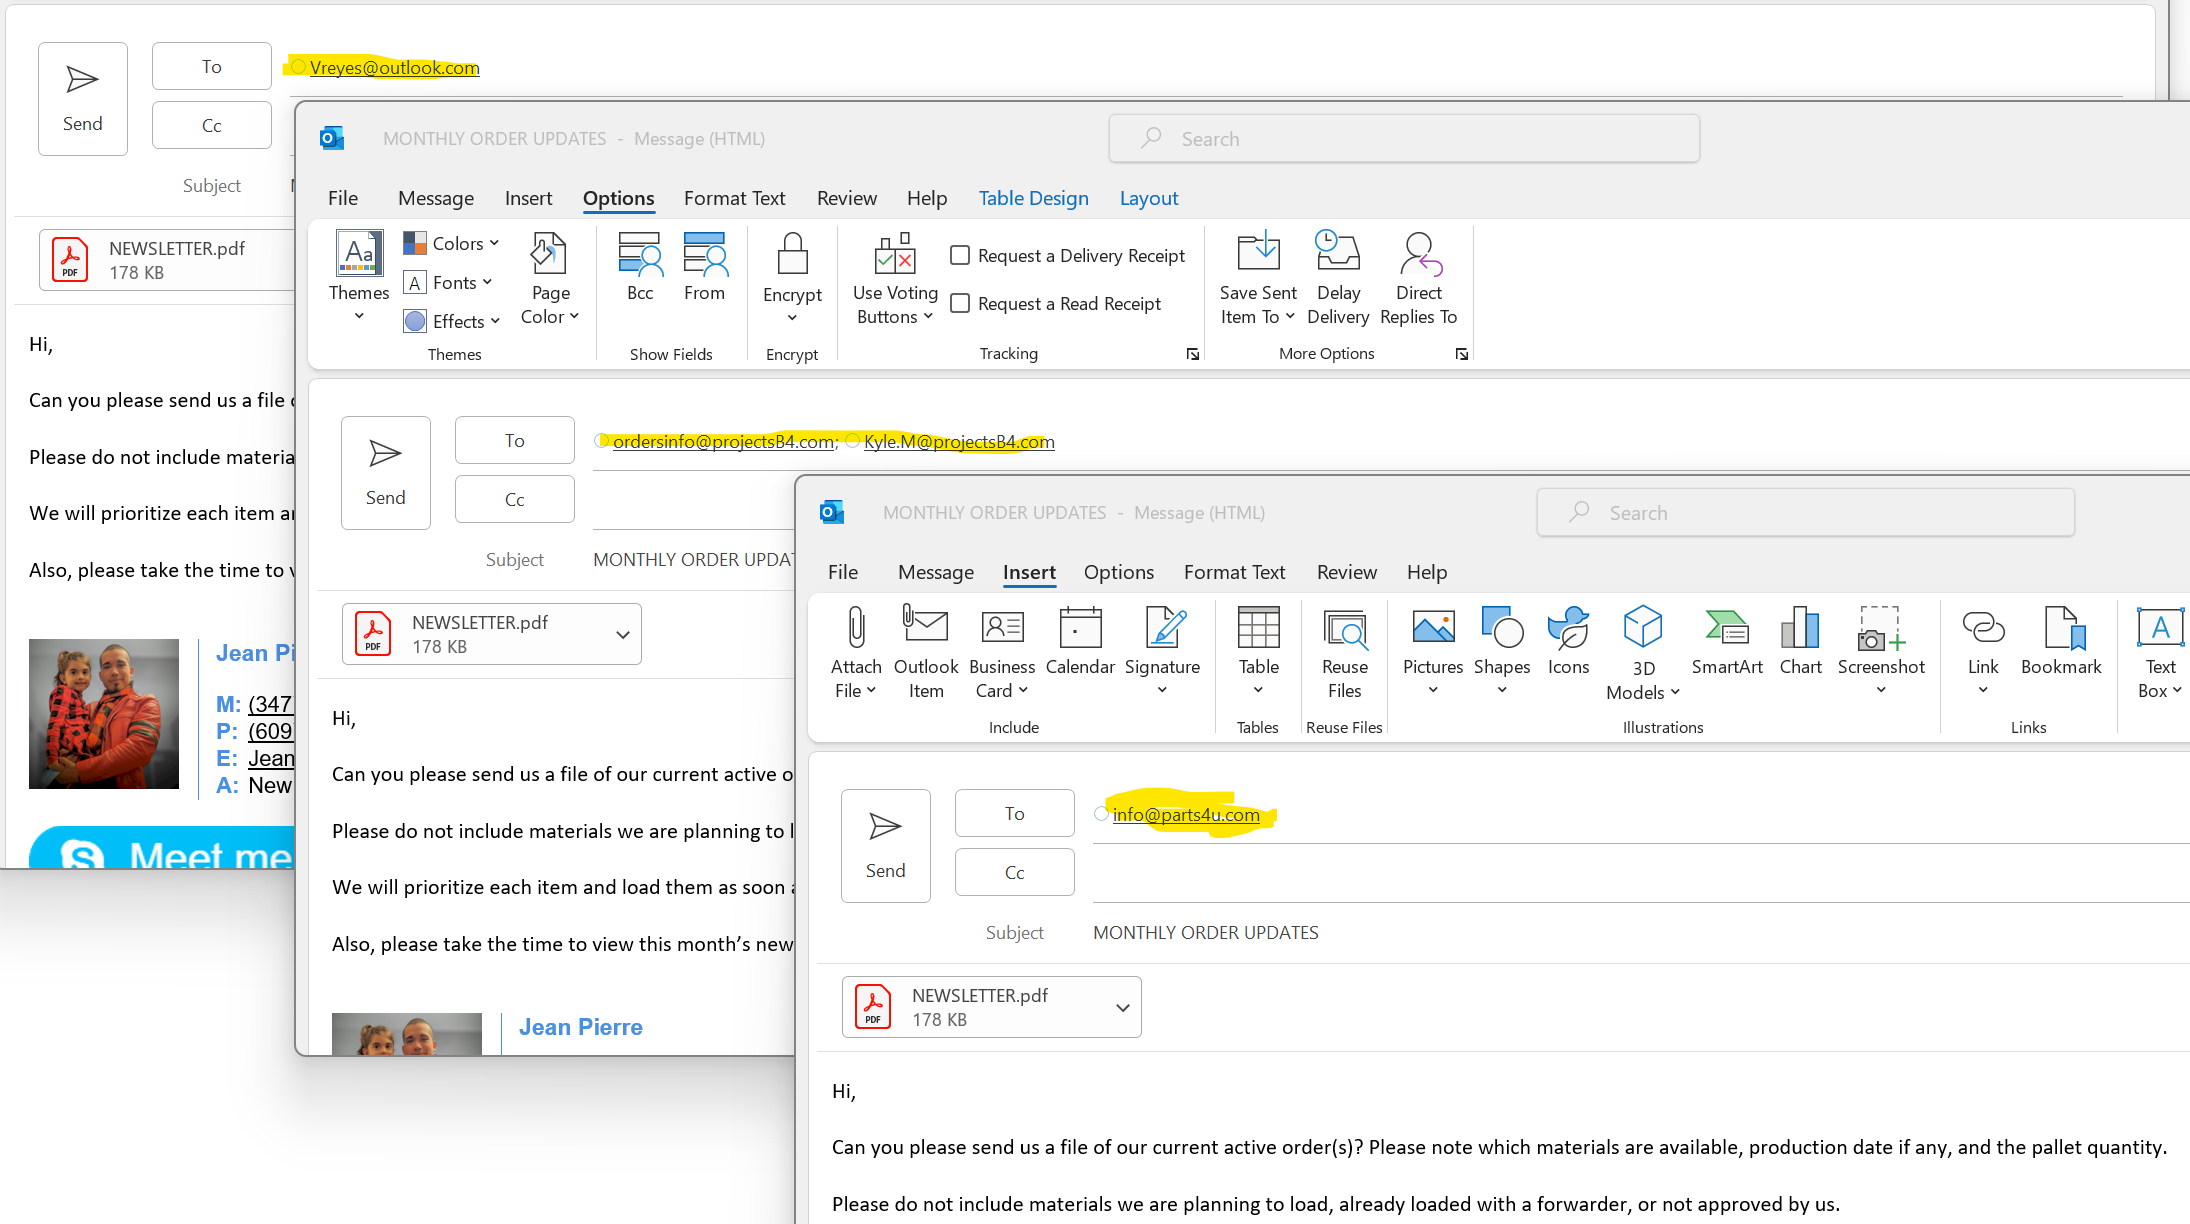 To
Vreyes@outlook.com
Send
Cc
Subject
NEWSLETTER.pdf
178 KB
PDF
Hi,
Can you please send us a file
Please do not include
We will prioritize each item
Also, please take the time to
Jean
M: (347
P: (609
E: Jean
A: New
Meet me
MONTHLY ORDER UPDATES - Message (HTML)
Search
File Message Insert Options Format Text Review Help Table Design Layout
Aa
Themes
Colors
A Fonts
Effects
Page
Color
Themes
Bcc
From
Show Fields
Encrypt
Encrypt
Use Voting
Buttons
Request a Delivery Receipt
Request a Read Receipt
Tracking
Save Sent
Item To
Delay
Delivery
Direct
Replies To
More Options
Send
To
ordersinfo@projectsB4.com; Kyle.M@projectsB4.com
Cc
Subject
MONTHLY ORDER
NEWSLETTER.pdf
178 KB
PDF
Hi,
Can you please send us a file of our current active
Please do not include materials we are planning to
We will prioritize each item and load them as soon
Also, please take the time to view this month’s
Jean Pierre
MONTHLY ORDER UPDATES - Message (HTML)
Search
File Message Insert Options Format Text Review Help
Attach
File
Outlook
Item
Business
Card
Calendar
Signature
Include
Table
Tables
Reuse
Files
Reuse Files
Pictures
Shapes
Icons
3D
Models
SmartArt
Chart
Screenshot
Illustrations
Link
Bookmark
Links
A
Text
Box
Send
To
info@parts4u.com
Cc
Subject
MONTHLY ORDER UPDATES
NEWSLETTER.pdf
178 KB
PDF
Hi,
Can you please send us a file of our current active order(s)? Please note which materials are available, production date if any, and the pallet quantity.
Please do not include materials we are planning to load, already loaded with a forwarder, or not approved by us.